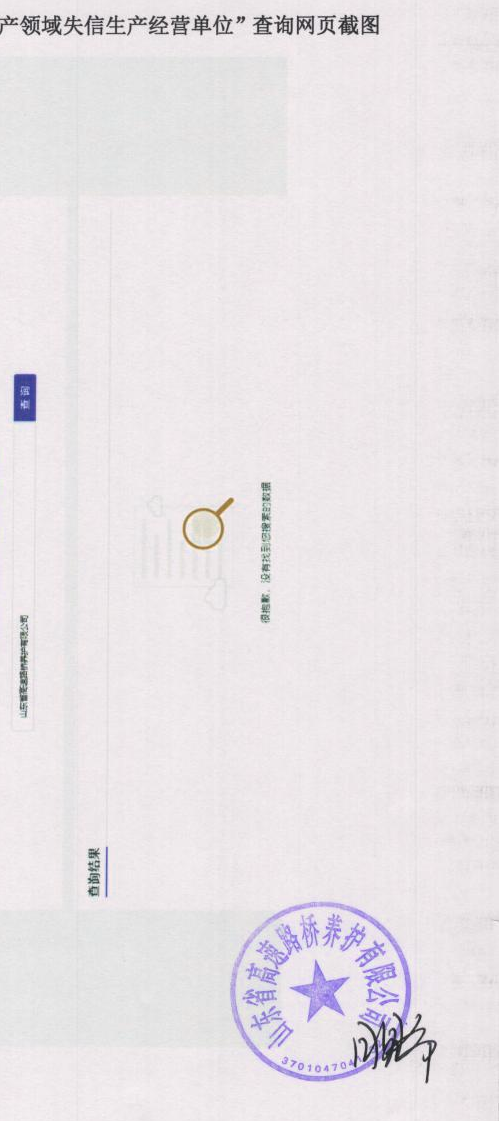 产领域失信生产经营单位”查询网页截图
山东省高速路桥养护有限公司
查 询
查询结果
很抱歉，没有找到您搜索的数据
山东省高速路桥养护有限公司
37010470